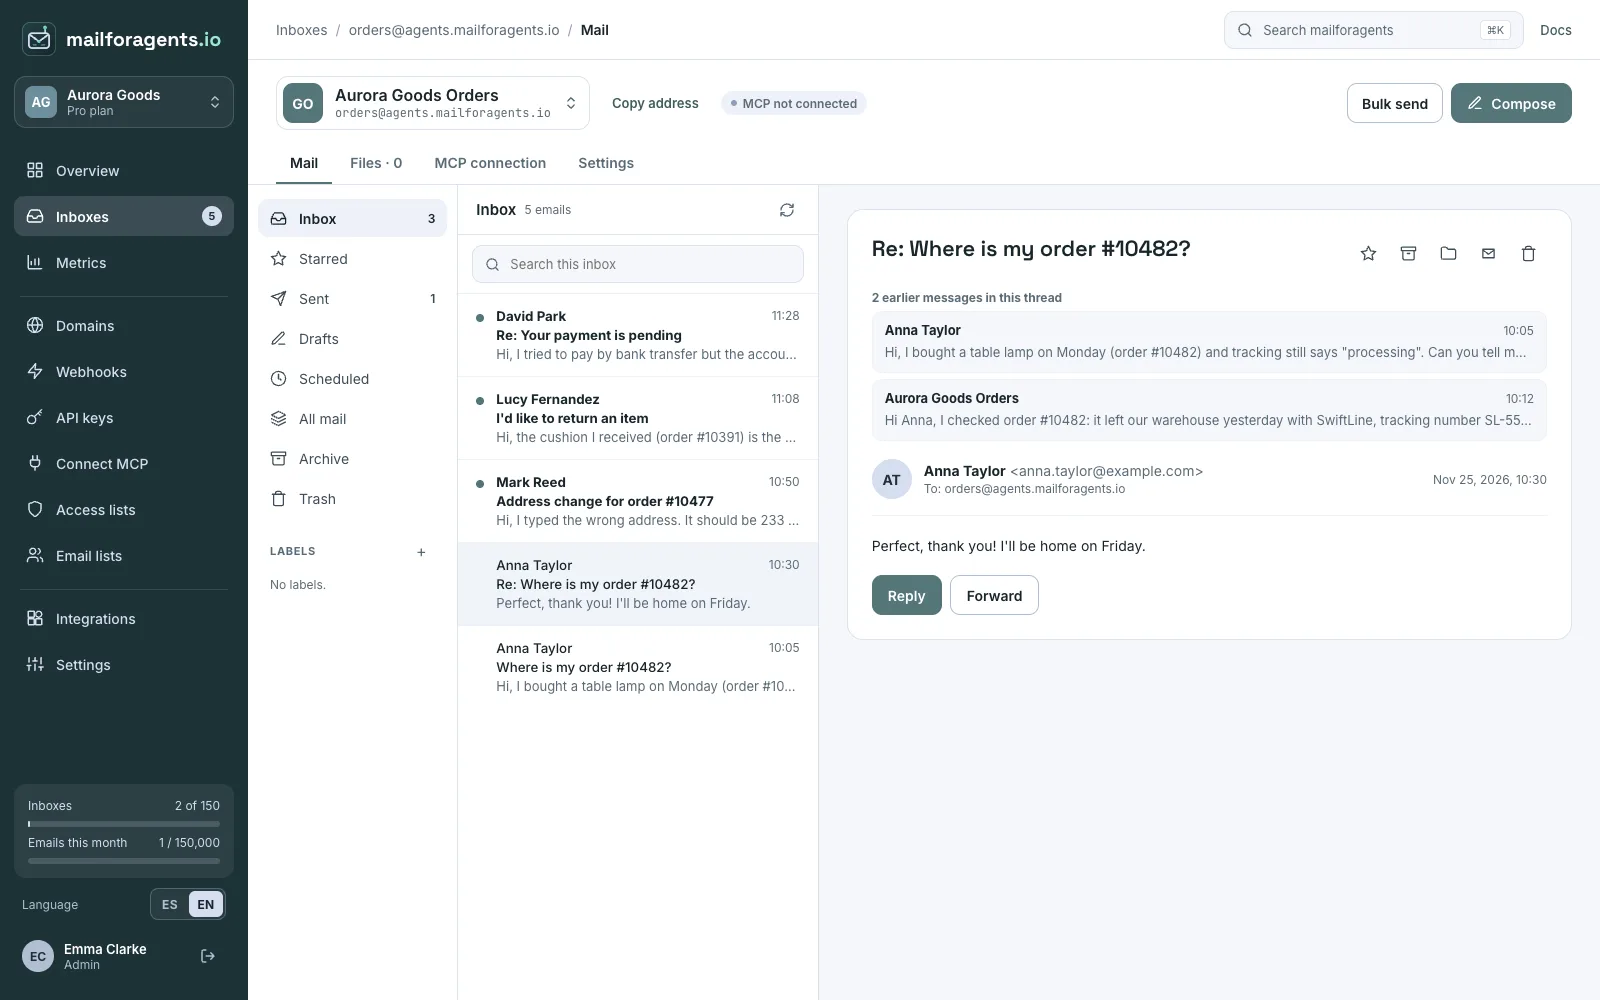 mailforagents.io
AG
Aurora Goods
Pro plan
Overview
Inboxes
5
Metrics
Domains
Webhooks
API keys
Connect MCP
Access lists
Email lists
Integrations
Settings
Inboxes 2 of 150
Emails this month 1 / 150,000
Language ES EN
EC
Emma Clarke
Admin
Inboxes / orders@agents.mailforagents.io / Mail
Search mailforagents ⌘K
Docs
GO
Aurora Goods Orders
orders@agents.mailforagents.io
Copy address
MCP not connected
Bulk send
Compose
Mail
Files · 0
MCP connection
Settings
Inbox 3
Starred
Sent 1
Drafts
Scheduled
All mail
Archive
Trash
LABELS +
No labels.
Inbox 5 emails
Search this inbox
David Park 11:28
Re: Your payment is pending
Hi, I tried to pay by bank transfer but the accou...
Lucy Fernandez 11:08
I'd like to return an item
Hi, the cushion I received (order #10391) is the ...
Mark Reed 10:50
Address change for order #10477
Hi, I typed the wrong address. It should be 233 ...
Anna Taylor 10:30
Re: Where is my order #10482?
Perfect, thank you! I'll be home on Friday.
Anna Taylor 10:05
Where is my order #10482?
Hi, I bought a table lamp on Monday (order #10...
Re: Where is my order #10482?
2 earlier messages in this thread
Anna Taylor 10:05
Hi, I bought a table lamp on Monday (order #10482) and tracking still says "processing". Can you tell m...
Aurora Goods Orders 10:12
Hi Anna, I checked order #10482: it left our warehouse yesterday with SwiftLine, tracking number SL-55...
AT
Anna Taylor <anna.taylor@example.com>
To: orders@agents.mailforagents.io
Nov 25, 2026, 10:30
Perfect, thank you! I'll be home on Friday.
Reply
Forward